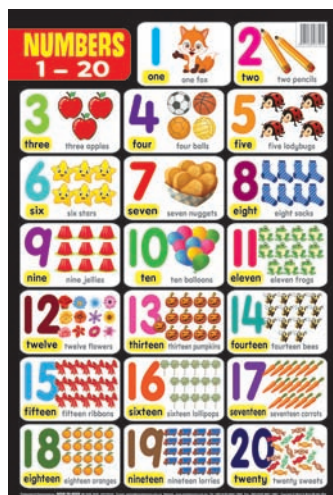 NUMBERS
1 – 20
1
one
one fox
2
two
two pencils
3
three
three apples
4
four
four balls
5
five
five ladybugs
6
six
six stars
7
seven
seven nuggets
8
eight
eight socks
9
nine
nine jellies
10
ten
ten balloons
11
eleven
eleven frogs
12
twelve
twelve flowers
13
thirteen
thirteen pumpkins
14
fourteen
fourteen bees
15
fifteen
fifteen ribbons
16
sixteen
sixteen lollipops
17
seventeen
seventeen carrots
18
eighteen
eighteen oranges
19
nineteen
nineteen lorries
20
twenty
twenty sweets